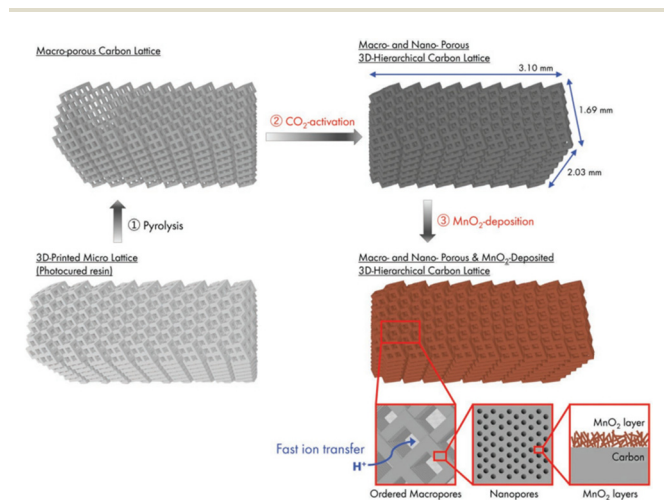 Macro-porous Carbon Lattice
② CO₂-activation
Macro- and Nano- Porous
3D-Hierarchical Carbon Lattice
3.10 mm
1.69 mm
2.03 mm
① Pyrolysis
③ MnO₂-deposition
3D-Printed Micro Lattice
(Photocured resin)
Macro- and Nano- Porous & MnO₂-Deposited
3D-Hierarchical Carbon Lattice
Fast ion transfer
H⁺
MnO₂ layer
Carbon
Ordered Macropores
Nanopores
MnO₂ layers